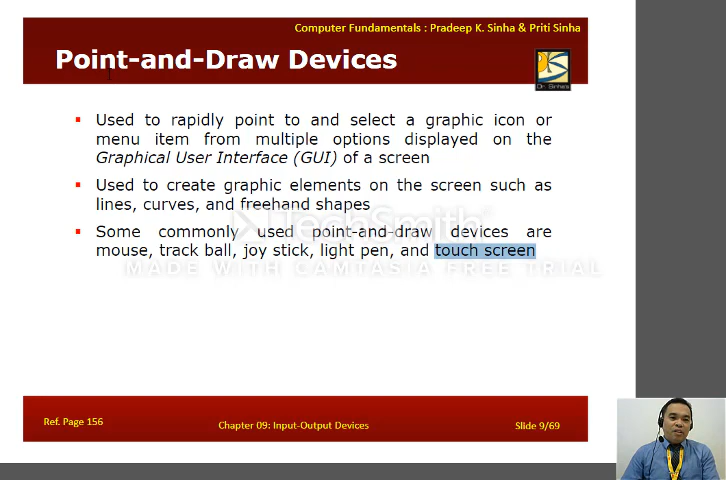 Computer Fundamentals : Pradeep K. Sinha & Priti Sinha
Point-and-Draw Devices
Dr Sinhas
Used to rapidly point to and select a graphic icon or
menu item from multiple options displayed on the
Graphical User Interface (GUI) of a screen
Used to create graphic elements on the screen such as
lines, curves, and freehand shapes
TechSmith
Some commonly used point-and-draw devices are
mouse, track ball, joy stick, light pen, and touch screen
MADE WITH CAMTASIA FREE TRIAL
Ref. Page 156
Chapter 09: Input-Output Devices
Slide 9/69